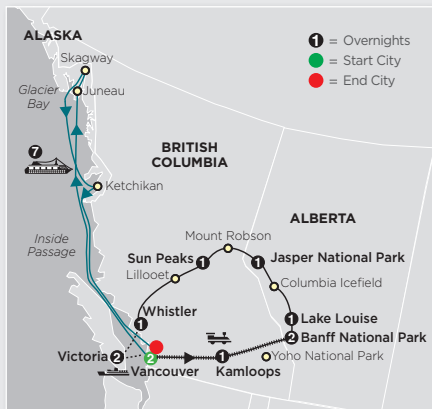 ALASKA
Skagway
Glacier
Bay
Juneau
7
Ketchikan
Inside
Passage
1 = Overnights
= Start City
= End City
BRITISH
COLUMBIA
ALBERTA
Mount Robson
Sun Peaks 1
1 Jasper National Park
Lillooet
Columbia Icefield
Whistler
1
1 Lake Louise
2 Banff National Park
Victoria
2
2
Vancouver
1
Kamloops
Yoho National Park